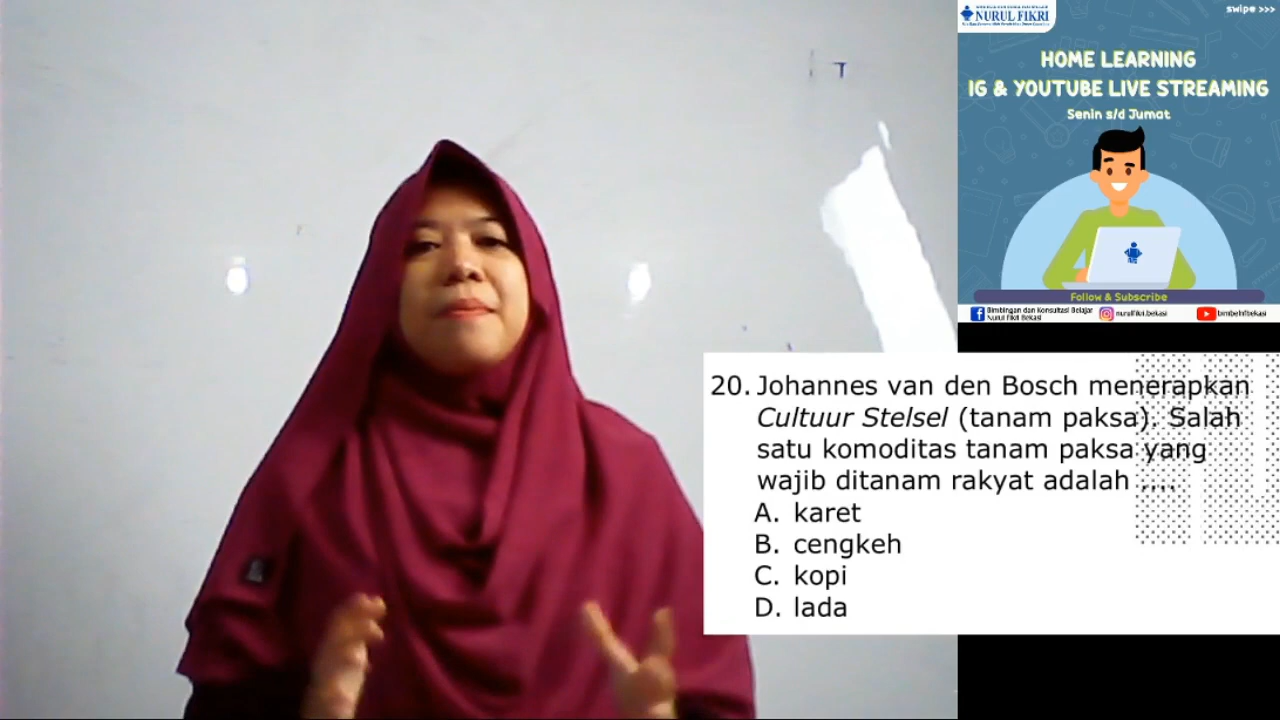 NURUL FIKRI
swipe >>>
HOME LEARNING
IG & YOUTUBE LIVE STREAMING
Senin s/d Jumat
Follow & Subscribe
Bimbingan dan Konsultasi Belajar
Nurul Fikri Bekasi
nurulfikri.bekasi
bimbelnfbekasi
20. Johannes van den Bosch menerapkan
Cultuur Stelsel (tanam paksa). Salah
satu komoditas tanam paksa yang
wajib ditanam rakyat adalah ....
A. karet
B. cengkeh
C. kopi
D. lada